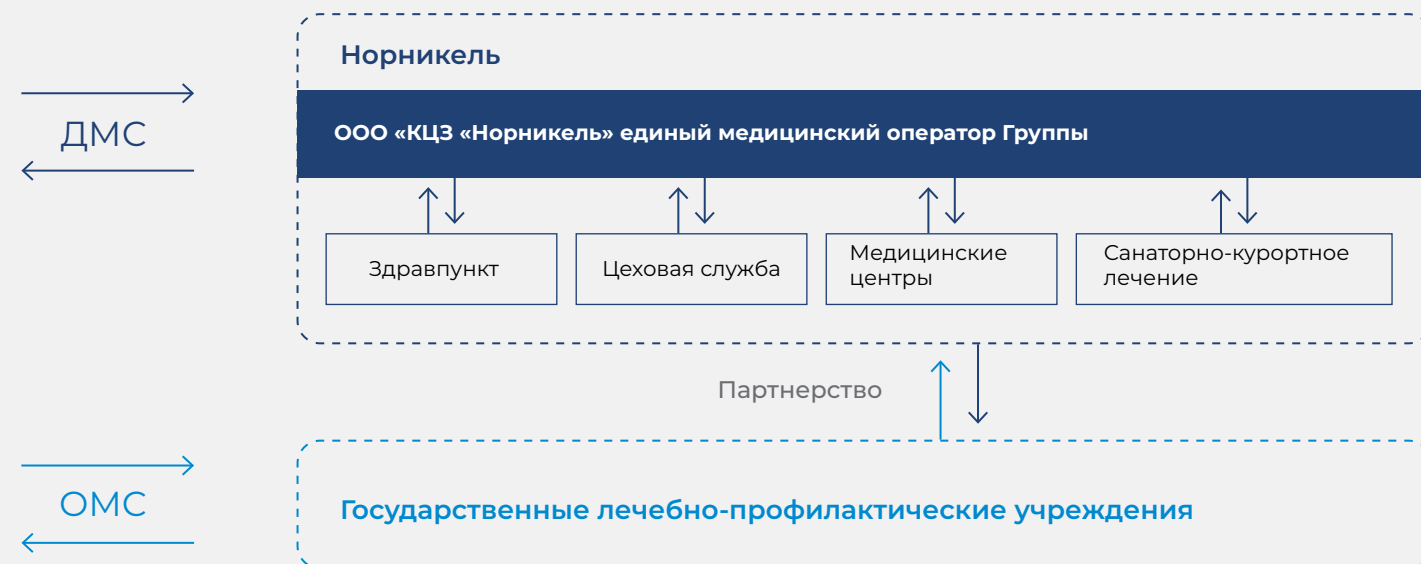 Норникель
ДМС
ООО «КЦЗ «Норникель» единый медицинский оператор Группы
Здравпункт
Цеховая служба
Медицинские
центры
Санаторно-курортное
лечение
Партнерство
ОМС
Государственные лечебно-профилактические учреждения